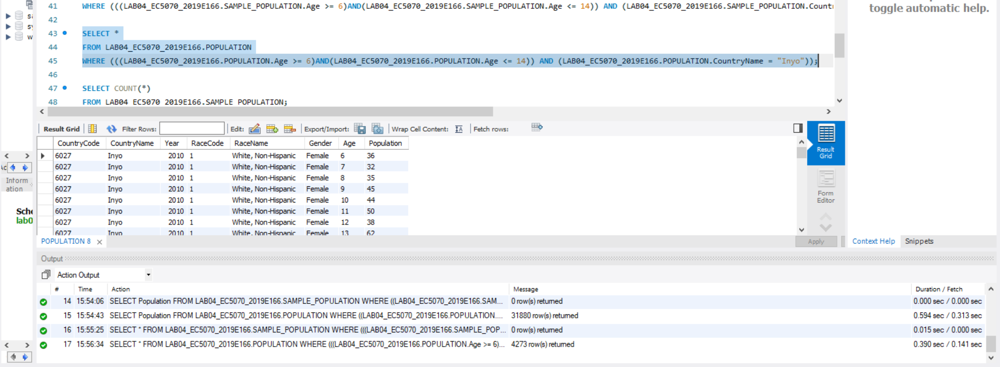 41 WHERE (((LAB04_EC5070_2019E166.SAMPLE_POPULATION.Age >= 6)AND(LAB04_EC5070_2019E166.SAMPLE_POPULATION.Age <= 14)) AND (LAB04_EC5070_2019E166.SAMPLE_POPULATION.Count
toggle automatic help.
42
43 SELECT *
44 FROM LAB04_EC5070_2019E166.POPULATION
45 WHERE (((LAB04_EC5070_2019E166.POPULATION.Age >= 6)AND(LAB04_EC5070_2019E166.POPULATION.Age <= 14)) AND (LAB04_EC5070_2019E166.POPULATION.CountryName = "Inyo"));
46
47 SELECT COUNT(*)
48 FROM LAB04_EC5070_2019E166.SAMPLE_POPULATION;
s
sy
w
Result Grid Filter Rows: Edit: Export/Import: Wrap Cell Content: Fetch rows:
CountryCode CountryName Year RaceCode RaceName Gender Age Population
6027 Inyo 2010 1 White, Non-Hispanic Female 6 36
6027 Inyo 2010 1 White, Non-Hispanic Female 7 32
6027 Inyo 2010 1 White, Non-Hispanic Female 8 35
6027 Inyo 2010 1 White, Non-Hispanic Female 9 45
6027 Inyo 2010 1 White, Non-Hispanic Female 10 44
6027 Inyo 2010 1 White, Non-Hispanic Female 11 50
6027 Inyo 2010 1 White, Non-Hispanic Female 12 38
6027 Inyo 2010 1 White, Non-Hispanic Female 13 62
Result
Grid
Form
Editor
Inform
ation
Sche
lab0
POPULATION 8
Apply
Context Help Snippets
Output
Action Output
# Time Action Message Duration / Fetch
14 15:54:06 SELECT Population FROM LAB04_EC5070_2019E166.SAMPLE_POPULATION WHERE ((LAB04_EC5070_2019E166.SAM... 0 row(s) returned 0.000 sec / 0.000 sec
15 15:54:43 SELECT Population FROM LAB04_EC5070_2019E166.POPULATION WHERE ((LAB04_EC5070_2019E166.POPULATION.... 31880 row(s) returned 0.594 sec / 0.313 sec
16 15:55:25 SELECT * FROM LAB04_EC5070_2019E166.SAMPLE_POPULATION WHERE (((LAB04_EC5070_2019E166.SAMPLE_POP... 0 row(s) returned 0.015 sec / 0.000 sec
17 15:56:34 SELECT * FROM LAB04_EC5070_2019E166.POPULATION WHERE (((LAB04_EC5070_2019E166.POPULATION.Age >= 6)... 4273 row(s) returned 0.390 sec / 0.141 sec